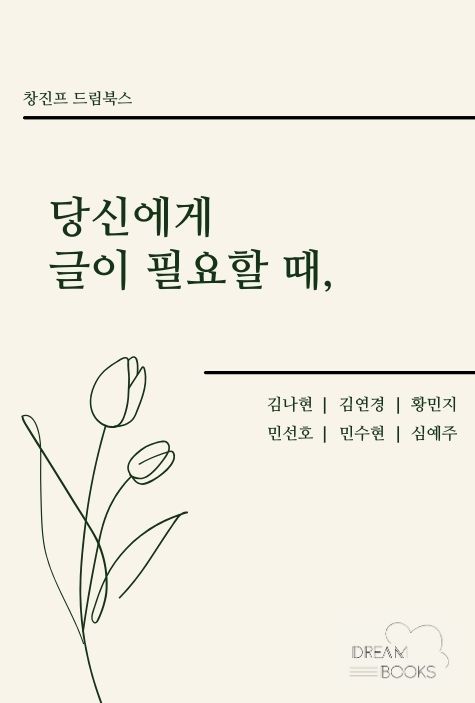 창진프 드림북스
당신에게
글이 필요할 때,
김나현 | 김연경 | 황민지
민선호 | 민수현 | 심예주
DREAM
BOOKS